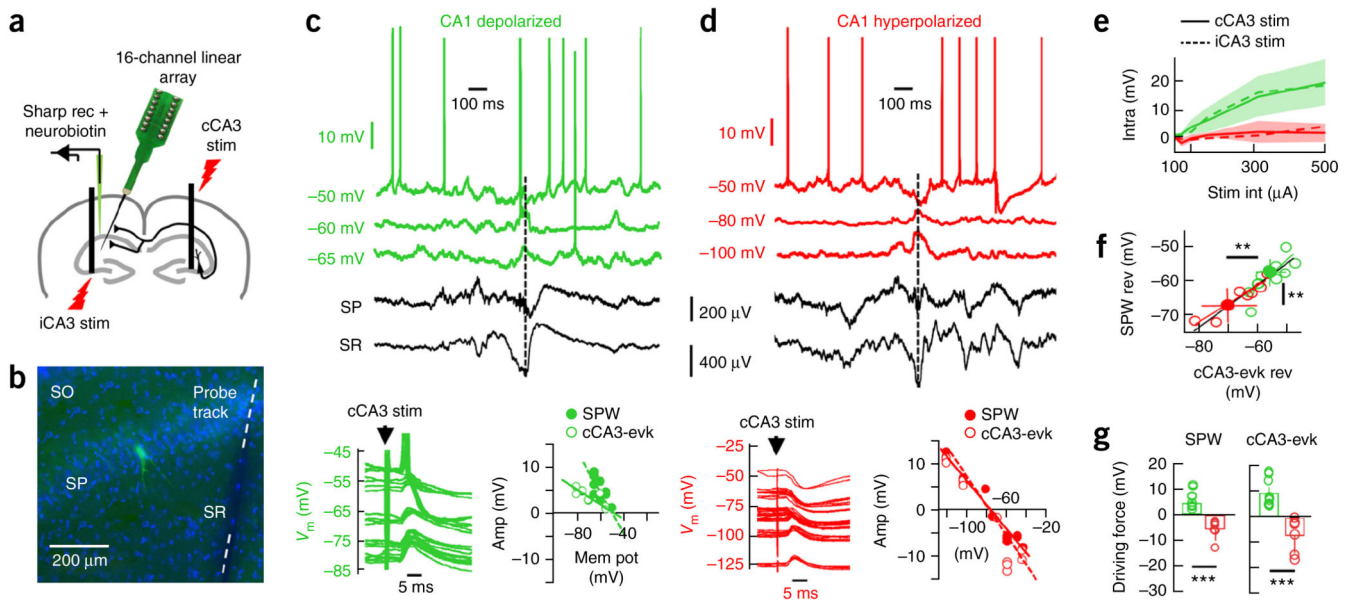 a
16-channel linear
array
Sharp rec +
neurobiotin
cCA3
stim
iCA3 stim
b
SO
Probe
track
SP
SR
200 μm
c
CA1 depolarized
100 ms
10 mV
–50 mV
–60 mV
–65 mV
SP
SR
cCA3 stim
SPW
cCA3-evk
–45
–55
–65
–75
–85
Vm (mV)
5 ms
Amp (mV)
10
5
0
–10
–80
–40
Mem pot
(mV)
d
CA1 hyperpolarized
100 ms
10 mV
–50 mV
–80 mV
–100 mV
200 μV
400 μV
cCA3 stim
SPW
cCA3-evk
–25
–50
–75
–100
–125
Vm (mV)
5 ms
Amp (mV)
10
5
0
–5
–10
–60
–100
–20
(mV)
e
cCA3 stim
iCA3 stim
Intra (mV)
20
10
0
100
300
500
Stim int (μA)
f
SPW rev (mV)
–50
–60
–70
**
**
–80
–60
cCA3-evk rev
(mV)
g
SPW
cCA3-evk
Driving force (mV)
20
10
0
–10
–20
–30
***
***